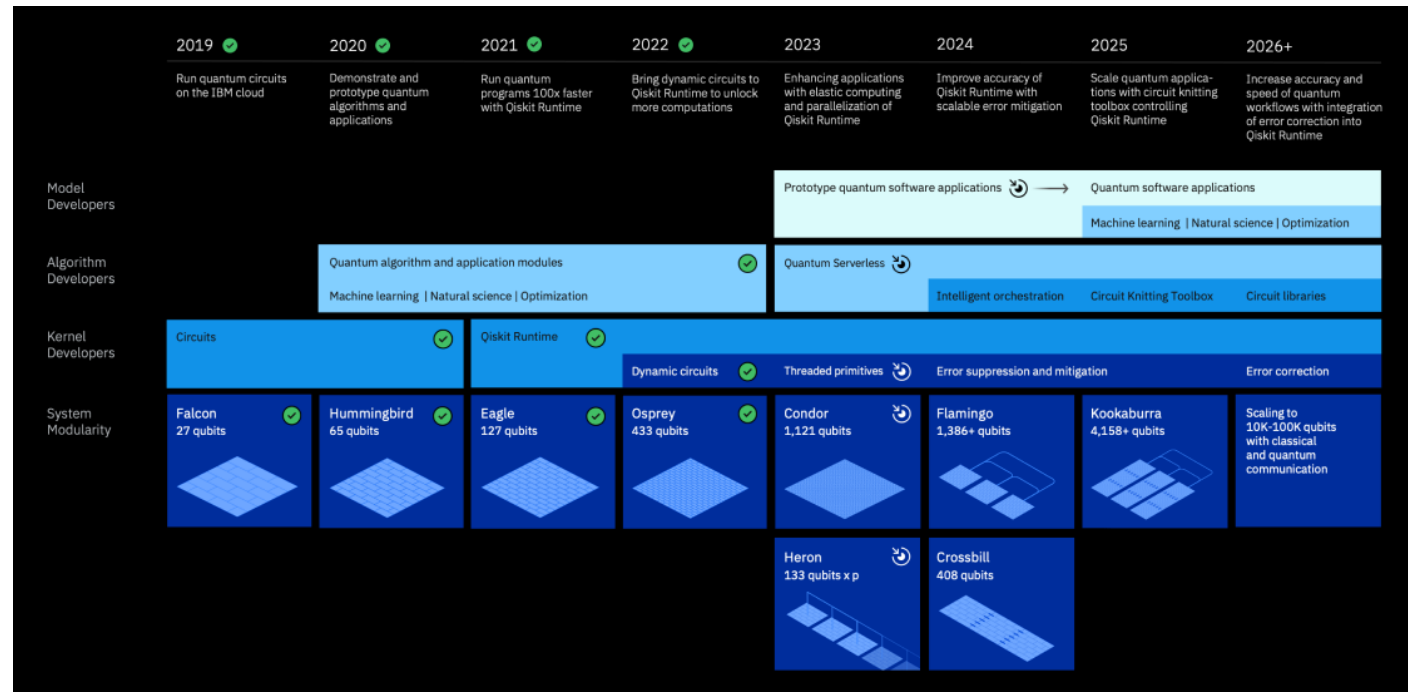 2019
2020
2021
2022
2023
2024
2025
2026+
Run quantum circuits
on the IBM cloud
Demonstrate and
prototype quantum
algorithms and
applications
Run quantum
programs 100x faster
with Qiskit Runtime
Bring dynamic circuits to
Qiskit Runtime to unlock
more computations
Enhancing applications
with elastic computing
and parallelization of
Qiskit Runtime
Improve accuracy of
Qiskit Runtime with
scalable error mitigation
Scale quantum applica-
tions with circuit knitting
toolbox controlling
Qiskit Runtime
Increase accuracy and
speed of quantum
workflows with integration
of error correction into
Qiskit Runtime
Model
Developers
Prototype quantum software applications
Quantum software applications
Machine learning | Natural science | Optimization
Algorithm
Developers
Quantum algorithm and application modules
Machine learning | Natural science | Optimization
Quantum Serverless
Intelligent orchestration
Circuit Knitting Toolbox
Circuit libraries
Kernel
Developers
Circuits
Qiskit Runtime
Dynamic circuits
Threaded primitives
Error suppression and mitigation
Error correction
System
Modularity
Falcon
27 qubits
Hummingbird
65 qubits
Eagle
127 qubits
Osprey
433 qubits
Condor
1,121 qubits
Flamingo
1,386+ qubits
Kookaburra
4,158+ qubits
Scaling to
10K-100K qubits
with classical
and quantum
communication
Heron
133 qubits x p
Crossbill
408 qubits